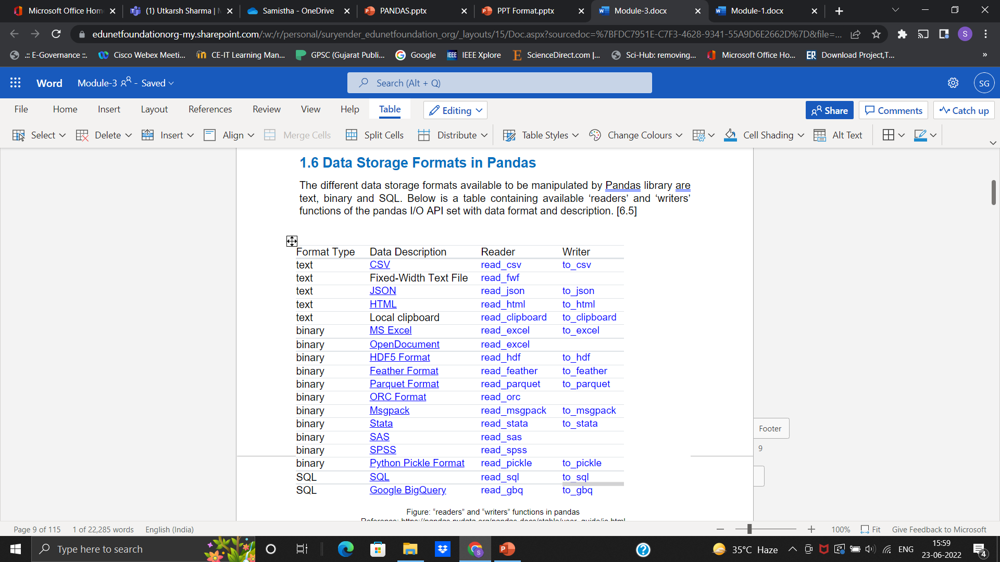 Microsoft Office Hom
(1) Utkarsh Sharma |
Samistha - OneDrive
PANDAS.pptx
PPT Format.pptx
Module-3.docx
Module-1.docx
edunetfoundationorg-my.sharepoint.com/:w:/r/personal/suryender_edunetfoundation_org/_layouts/15/Doc.aspx?sourcedoc=%7BFDC7951E-C7F3-4628-9341-55A9D6E2662D%7D&file=...
S
.:: E-Governance ::.
Cisco Webex Meeti...
CE-IT Learning Man...
GPSC (Gujarat Publi...
Google
IEEE Xplore
ScienceDirect.com |...
Sci-Hub: removing...
Microsoft Office Ho...
Download Project,T...
»
Word
Module-3 - Saved
Search (Alt + Q)
SG
File Home Insert Layout References Review View Help Table Editing Share Comments Catch up
Select Delete Insert Align Merge Cells Split Cells Distribute Table Styles Change Colours Cell Shading Alt Text
1.6 Data Storage Formats in Pandas
The different data storage formats available to be manipulated by Pandas library are
text, binary and SQL. Below is a table containing available ‘readers’ and ‘writers’
functions of the pandas I/O API set with data format and description. [6.5]
Format Type Data Description Reader Writer
text CSV read_csv to_csv
text Fixed-Width Text File read_fwf
text JSON read_json to_json
text HTML read_html to_html
text Local clipboard read_clipboard to_clipboard
binary MS Excel read_excel to_excel
binary OpenDocument read_excel
binary HDF5 Format read_hdf to_hdf
binary Feather Format read_feather to_feather
binary Parquet Format read_parquet to_parquet
binary ORC Format read_orc
binary Msgpack read_msgpack to_msgpack
binary Stata read_stata to_stata
binary SAS read_sas
binary SPSS read_spss
binary Python Pickle Format read_pickle to_pickle
SQL SQL read_sql to_sql
SQL Google BigQuery read_gbq to_gbq
Footer
9
Figure: “readers” and “writers” functions in pandas
Reference: https://pandas.pydata.org/pandas-docs/stable/user_guide/io.html
Page 9 of 115 1 of 22,285 words English (India)
100% Fit Give Feedback to Microsoft
Type here to search
35°C Haze
ENG
15:59
23-06-2022
4